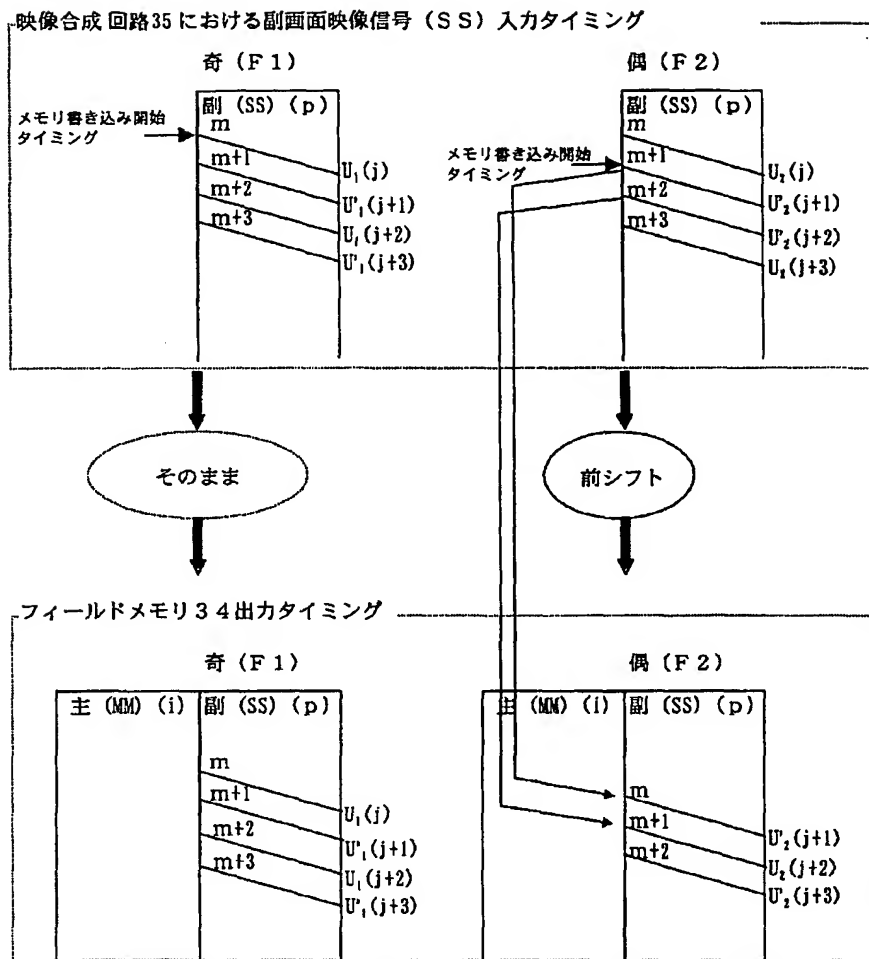 映像合成回路35における副画面映像信号（SS）入力タイミング
奇（F1）
偶（F2）
副（SS）（p）
メモリ書き込み開始
タイミング
m
m+1
m+2
m+3
U₁(j)
U'₁(j+1)
U₁(j+2)
U'₁(j+3)
副（SS）（p）
メモリ書き込み開始
タイミング
m
m+1
m+2
m+3
U₂(j)
U'₂(j+1)
U'₂(j+2)
U₂(j+3)
そのまま
前シフト
フィールドメモリ34出力タイミング
奇（F1）
偶（F2）
主（MM）（i）
副（SS）（p）
m
m+1
m+2
m+3
U₁(j)
U'₁(j+1)
U₁(j+2)
U'₁(j+3)
主（MM）（i）
副（SS）（p）
m
m+1
m+2
U'₂(j+1)
U₂(j+2)
U'₂(j+3)